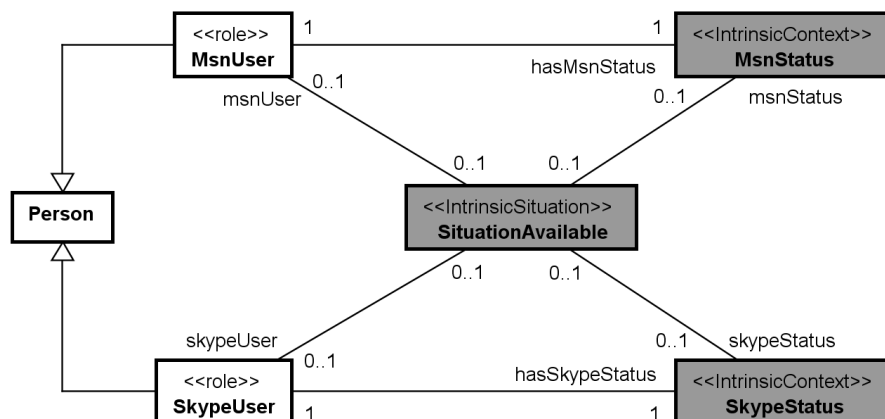 <<role>>
MsnUser
1
1
<<IntrinsicContext>>
MsnStatus
hasMsnStatus
0..1
msnUser
0..1
msnStatus
0..1
0..1
Person
<<IntrinsicSituation>>
SituationAvailable
0..1
0..1
skypeUser
0..1
0..1
skypeStatus
hasSkypeStatus
<<role>>
SkypeUser
1
1
<<IntrinsicContext>>
SkypeStatus